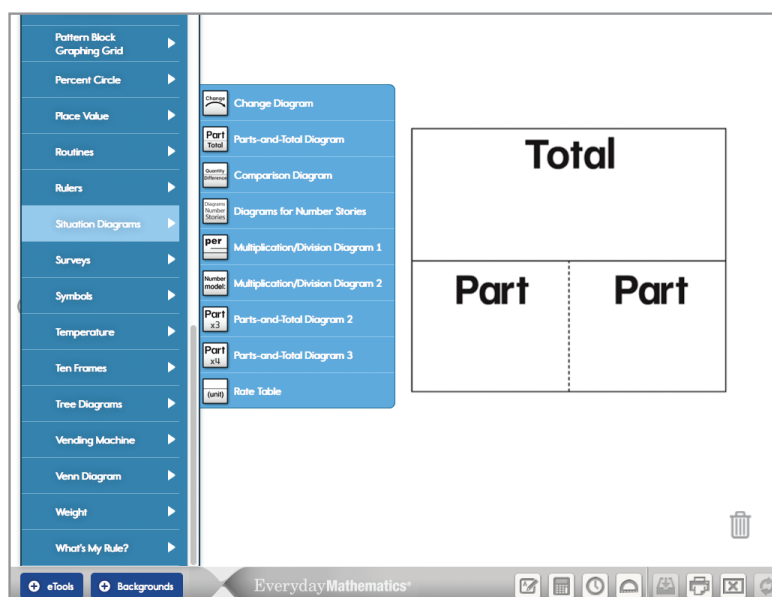 Pattern Block
Graphing Grid
Percent Circle
Place Value
Routines
Rulers
Situation Diagrams
Surveys
Symbols
Temperature
Ten Frames
Tree Diagrams
Vending Machine
Venn Diagram
Weight
What's My Rule?
Change
Change Diagram
Part
Total
Parts-and-Total Diagram
Quantity
Difference
Comparison Diagram
Diagrams
Number
Stories
Diagrams for Number Stories
per
Multiplication/Division Diagram 1
Number
model:
Multiplication/Division Diagram 2
Part
x3
Parts-and-Total Diagram 2
Part
x4
Parts-and-Total Diagram 3
(unit)
Rate Table
Total
Part Part
eTools
Backgrounds
Everyday Mathematics®